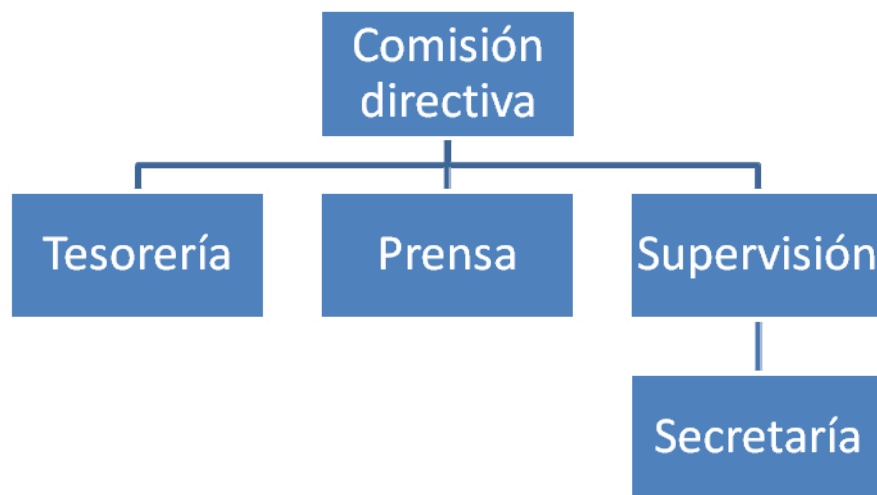 Comisión
directiva
Tesorería
Prensa
Supervisión
Secretaría